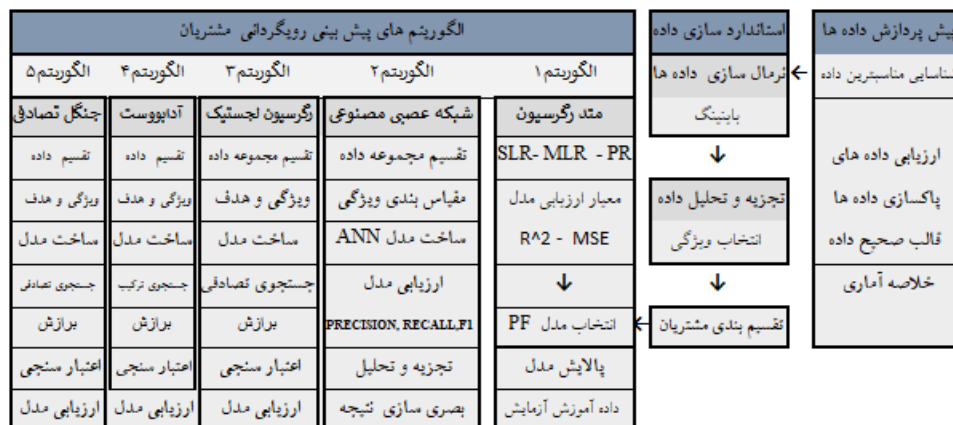 پیش پردازش داده ها
شناسایی مناسبترین داده
ارزیابی داده های
پاکسازی داده ها
قالب صحیح داده
خلاصه آماری
استاندارد سازی داده
نرمال سازی داده ها
باینینگ
تجزیه و تحلیل داده
انتخاب ویژگی
تقسیم بندی مشتریان
الگوریتم های پیش بینی رویگردانی مشتریان
الگوریتم۱
متد رگرسیون
SLR- MLR - PR
معیار ارزیابی مدل
R^2 - MSE
انتخاب مدل PF
پالایش مدل
داده آموزش آزمایش
الگوریتم۲
شبکه عصبی مصنوعی
تقسیم مجموعه داده
مقیاس بندی ویژگی
ساخت مدل ANN
ارزیابی مدل
PRECISION, RECALL,F1
تجزیه و تحلیل
بصری سازی نتیجه
الگوریتم۳
رگرسیون لجستیک
تقسیم مجموعه داده
ویژگی و هدف
ساخت مدل
جستجوی تصادفی
برازش
اعتبار سنجی
ارزیابی مدل
الگوریتم۴
آدابووست
تقسیم داده
ویژگی و هدف
ساخت مدل
جستجری ترکیب
برازش
اعتبار سنجی
ارزیابی مدل
الگوریتم۵
جنگل تصادفی
تقسیم داده
ویژگی و هدف
ساخت مدل
جستجری تصادفی
برازش
اعتبار سنجی
ارزیابی مدل